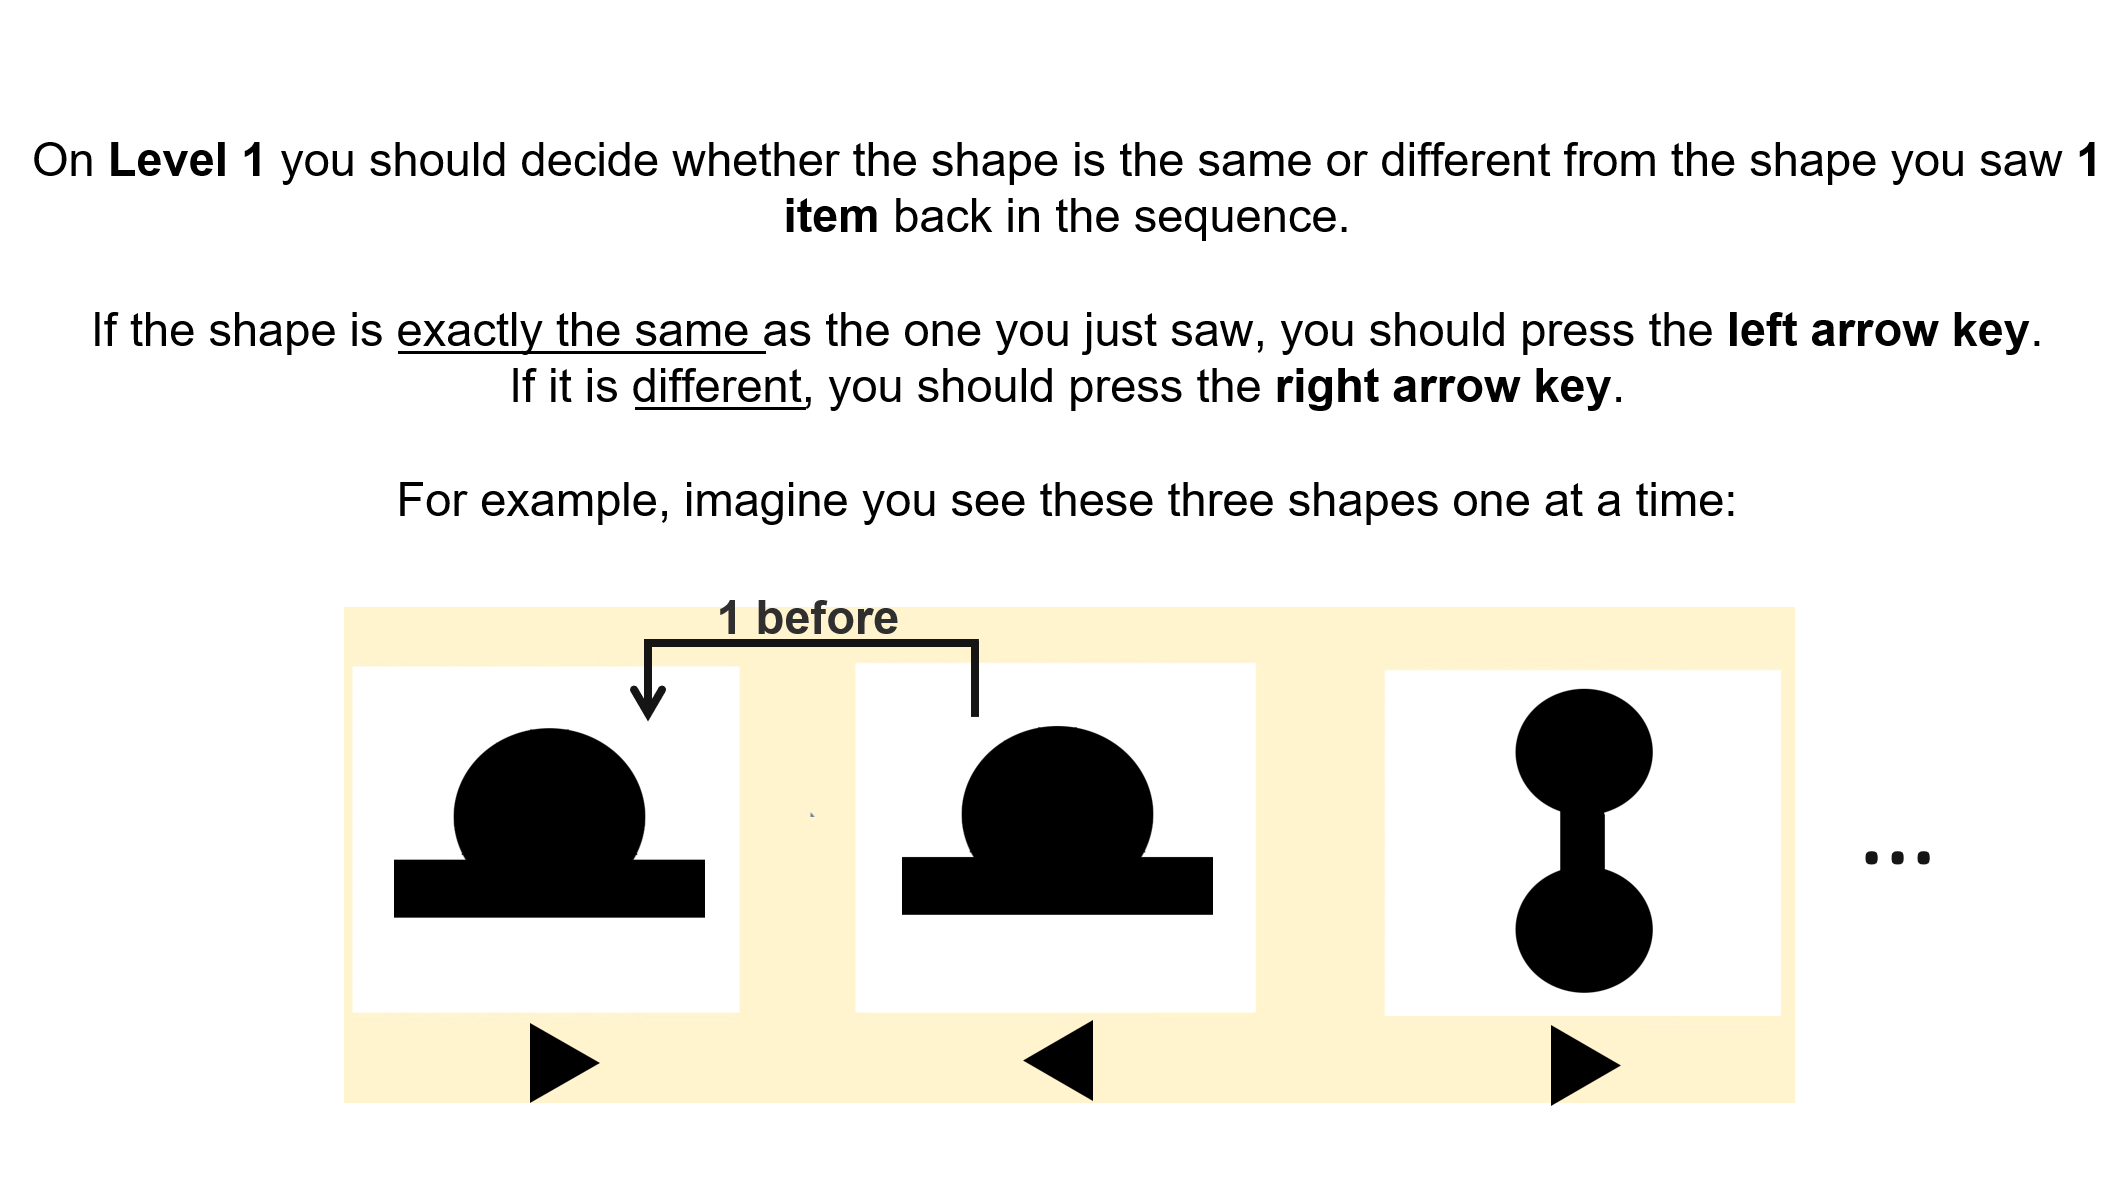 On Level 1 you should decide whether the shape is the same or different from the shape you saw 1
item back in the sequence.
If the shape is exactly the same as the one you just saw, you should press the left arrow key.
If it is different, you should press the right arrow key.
For example, imagine you see these three shapes one at a time:
1 before
...